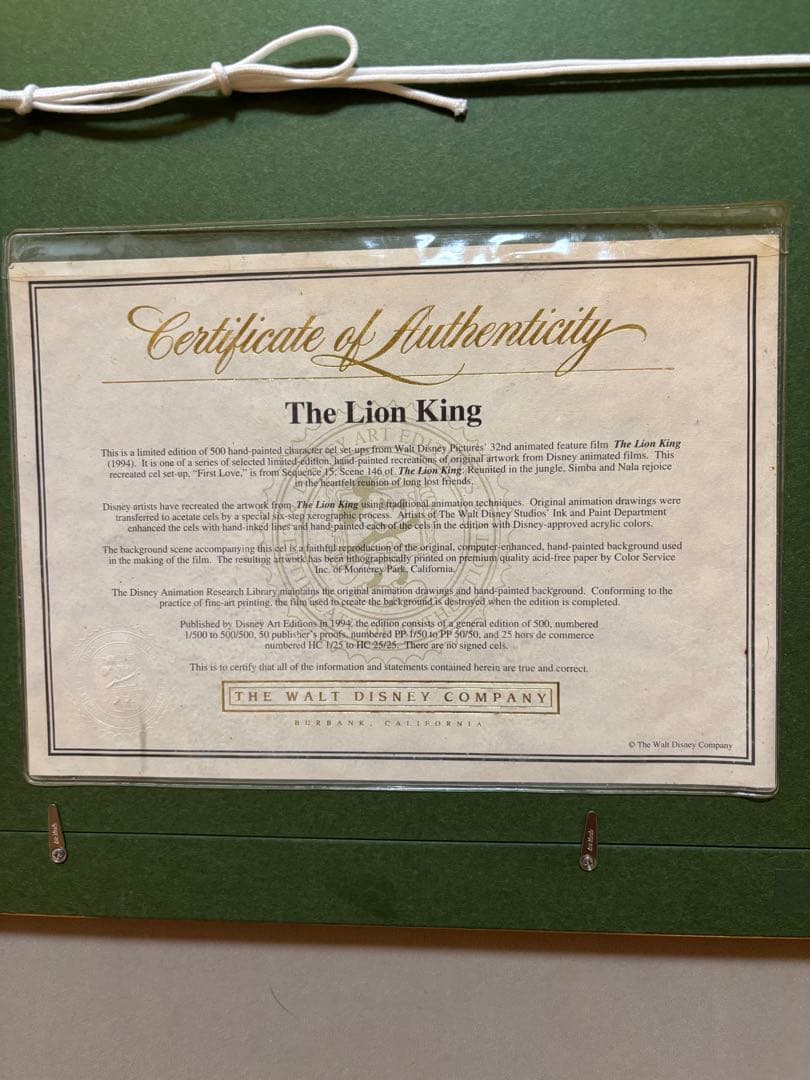 Certificate of Authenticity
The Lion King
This is a limited edition of 500 hand-painted character cel set-ups from Walt Disney Pictures' 32nd animated feature film The Lion King
(1994). It is one of a series of selected limited-edition, hand-painted recreations of original artwork from Disney animated films. This
recreated cel set-up, "First Love," is from Sequence 15; Scene 146 of The Lion King: Reunited in the jungle, Simba and Nala rejoice
in the heartfelt reunion of long lost friends.
Disney artists have recreated the artwork from The Lion King using traditional animation techniques. Original animation drawings were
transferred to acetate cels by a special six-step xerographic process. Artists of The Walt Disney Studios' Ink and Paint Department
enhanced the cels with hand-inked lines and hand-painted each of the cels in the edition with Disney-approved acrylic colors.
The background scene accompanying this cel is a faithful reproduction of the original, computer-enhanced, hand-painted background used
in the making of the film. The resulting artwork has been lithographically printed on premium quality acid-free paper by Color Service
Inc. of Monterey Park, California.
The Disney Animation Research Library maintains the original animation drawings and hand-painted background. Conforming to the
practice of fine-art printing, the film used to create the background is destroyed when the edition is completed.
Published by Disney Art Editions in 1994, the edition consists of a general edition of 500, numbered
1/500 to 500/500, 50 publisher's proofs, numbered PP 1/50 to PP 50/50, and 25 hors de commerce
numbered HC 1/25 to HC 25/25. There are no signed cels.
This is to certify that all of the information and statements contained herein are true and correct.
THE WALT DISNEY COMPANY
BURBANK, CALIFORNIA
© The Walt Disney Company